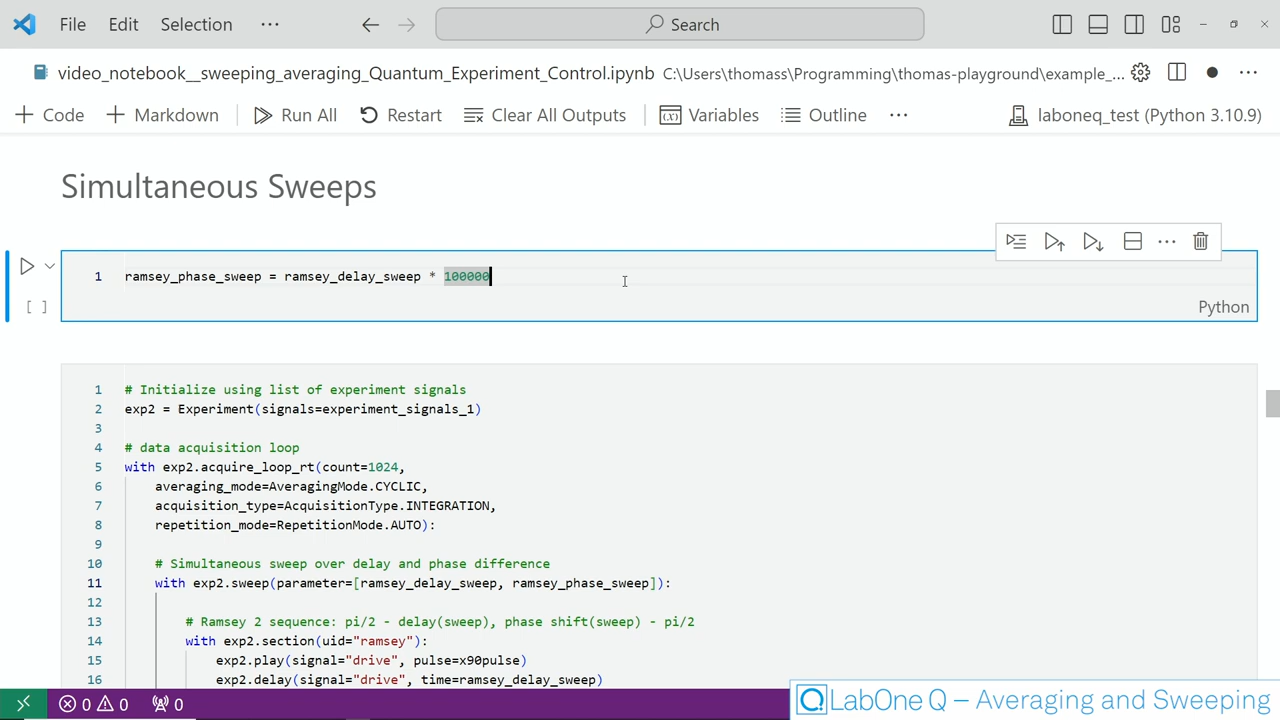 File Edit Selection ··· Search
video_notebook__sweeping_averaging_Quantum_Experiment_Control.ipynb C:\Users\thomass\Programming\thomas-playground\example_... ···
+ Code + Markdown Run All Restart Clear All Outputs (x) Variables Outline ··· laboneq_test (Python 3.10.9)
Simultaneous Sweeps
1 ramsey_phase_sweep = ramsey_delay_sweep * 100000
[ ] Python
1 # Initialize using list of experiment signals
2 exp2 = Experiment(signals=experiment_signals_1)
3
4 # data acquisition loop
5 with exp2.acquire_loop_rt(count=1024,
6 averaging_mode=AveragingMode.CYCLIC,
7 acquisition_type=AcquisitionType.INTEGRATION,
8 repetition_mode=RepetitionMode.AUTO):
9
10 # Simultaneous sweep over delay and phase difference
11 with exp2.sweep(parameter=[ramsey_delay_sweep, ramsey_phase_sweep]):
12
13 # Ramsey 2 sequence: pi/2 - delay(sweep), phase shift(sweep) - pi/2
14 with exp2.section(uid="ramsey"):
15 exp2.play(signal="drive", pulse=x90pulse)
16 exp2.delay(signal="drive", time=ramsey_delay_sweep)
0 0 0
LabOne Q – Averaging and Sweeping